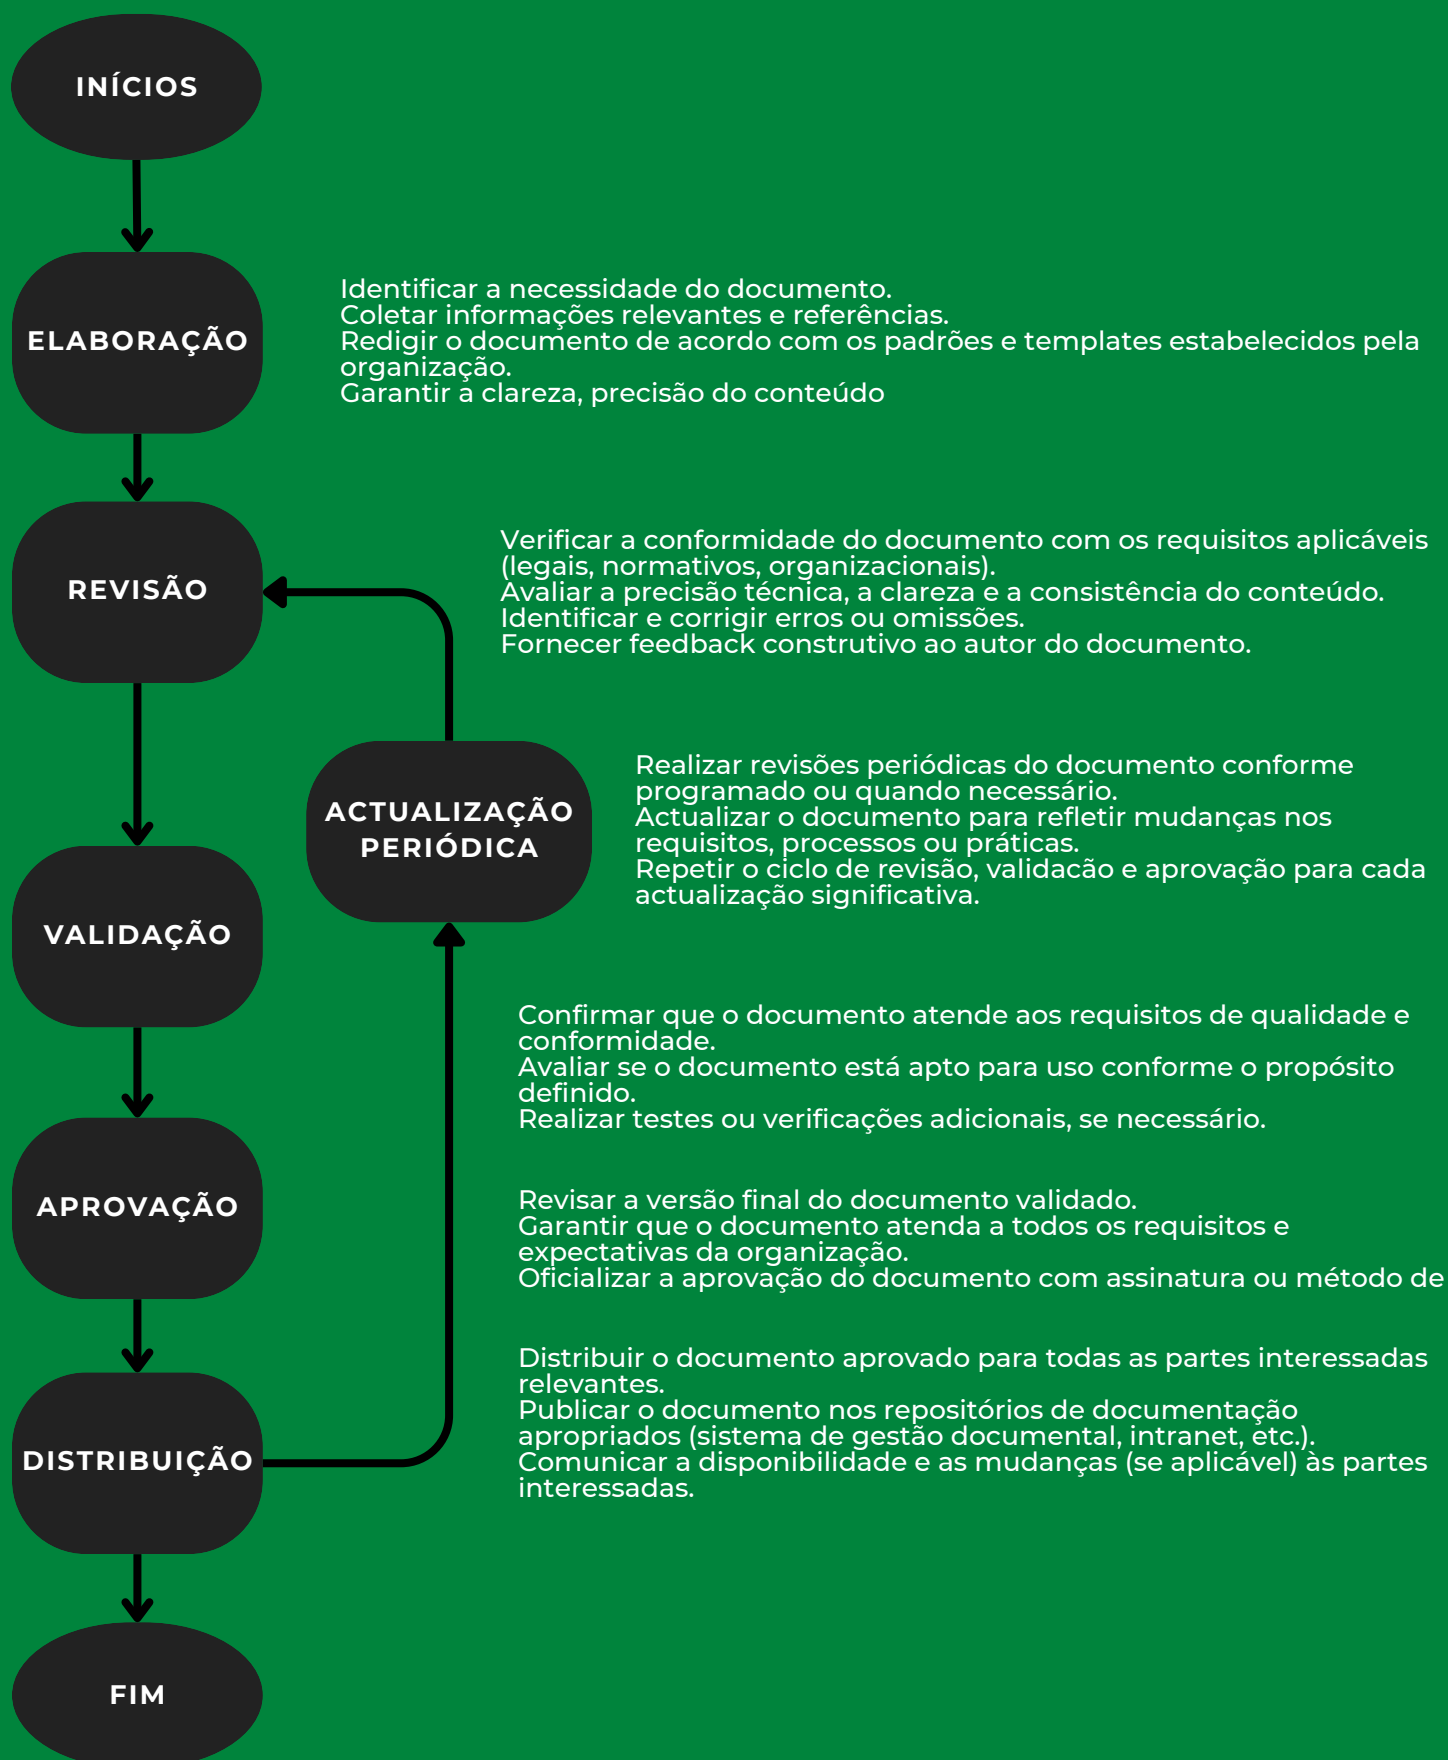 INÍCIOS
ELABORAÇÃO
Identificar a necessidade do documento.
Coletar informações relevantes e referências.
Redigir o documento de acordo com os padrões e templates estabelecidos pela
organização.
Garantir a clareza, precisão do conteúdo
REVISÃO
Verificar a conformidade do documento com os requisitos aplicáveis
(legais, normativos, organizacionais).
Avaliar a precisão técnica, a clareza e a consistência do conteúdo.
Identificar e corrigir erros ou omissões.
Fornecer feedback construtivo ao autor do documento.
ACTUALIZAÇÃO
PERIÓDICA
Realizar revisões periódicas do documento conforme
programado ou quando necessário.
Actualizar o documento para refletir mudanças nos
requisitos, processos ou práticas.
Repetir o ciclo de revisão, validacão e aprovação para cada
actualização significativa.
VALIDAÇÃO
Confirmar que o documento atende aos requisitos de qualidade e
conformidade.
Avaliar se o documento está apto para uso conforme o propósito
definido.
Realizar testes ou verificações adicionais, se necessário.
APROVAÇÃO
Revisar a versão final do documento validado.
Garantir que o documento atenda a todos os requisitos e
expectativas da organização.
Oficializar a aprovação do documento com assinatura ou método de
DISTRIBUIÇÃO
Distribuir o documento aprovado para todas as partes interessadas
relevantes.
Publicar o documento nos repositórios de documentação
apropriados (sistema de gestão documental, intranet, etc.).
Comunicar a disponibilidade e as mudanças (se aplicável) às partes
interessadas.
FIM